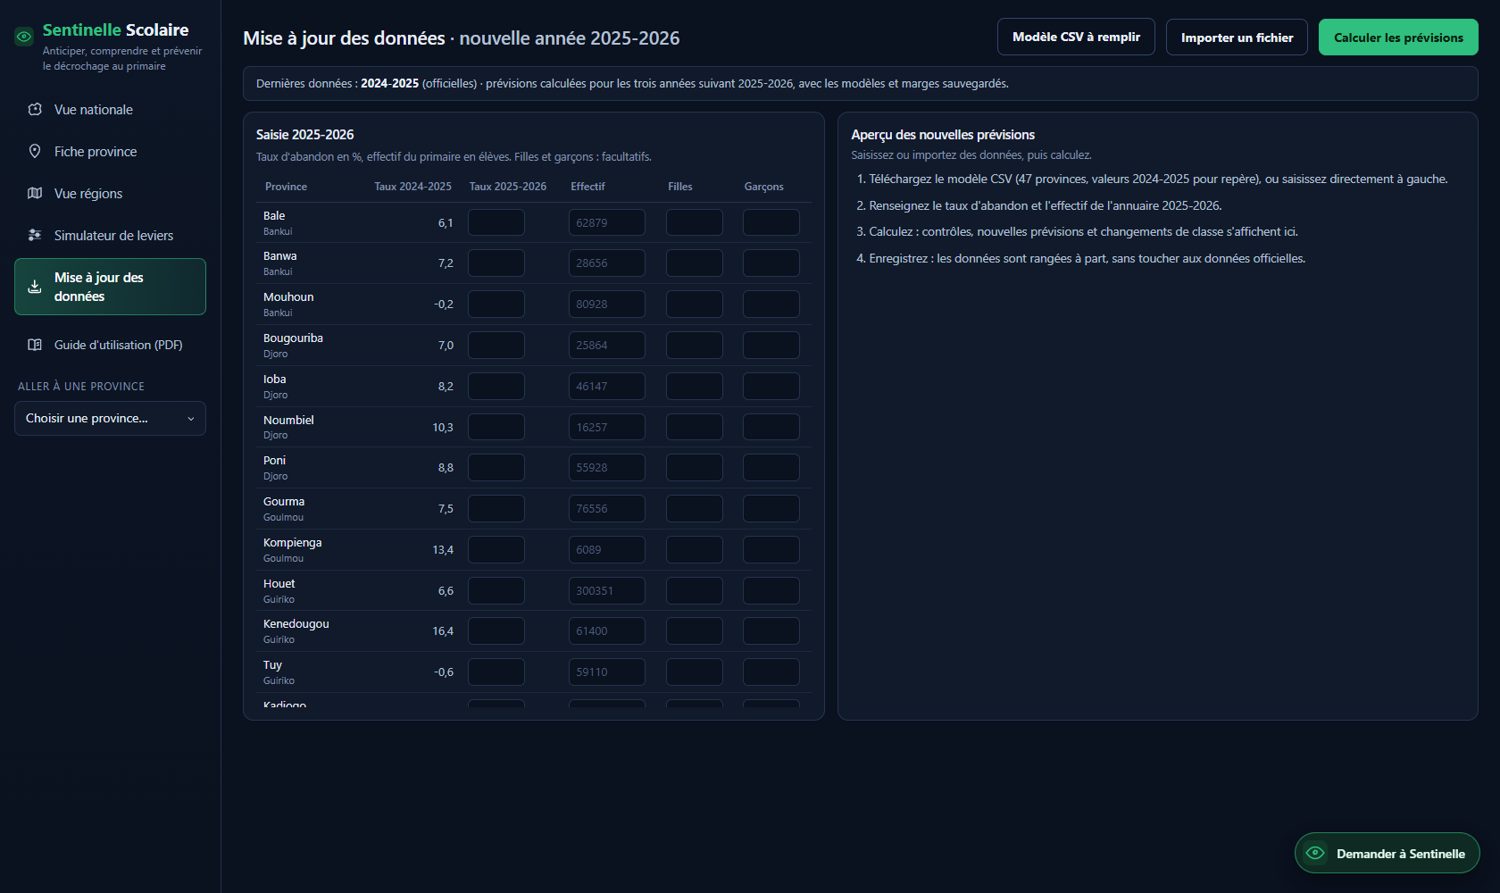 Sentinelle Scolaire
Anticiper, comprendre et prévenir
le décrochage au primaire
Vue nationale
Fiche province
Vue régions
Simulateur de leviers
Mise à jour des
données
Guide d'utilisation (PDF)
ALLER À UNE PROVINCE
Choisir une province...
Mise à jour des données · nouvelle année 2025-2026
Modèle CSV à remplir
Importer un fichier
Calculer les prévisions
Dernières données : 2024-2025 (officielles) · prévisions calculées pour les trois années suivant 2025-2026, avec les modèles et marges sauvegardés.
Saisie 2025-2026
Taux d'abandon en %, effectif du primaire en élèves. Filles et garçons : facultatifs.
Province Taux 2024-2025 Taux 2025-2026 Effectif Filles Garçons
Bale 6,1 62879
Bankui
Banwa 7,2 28656
Bankui
Mouhoun -0,2 80928
Bankui
Bougouriba 7,0 25864
Djoro
Ioba 8,2 46147
Djoro
Noumbiel 10,3 16257
Djoro
Poni 8,8 55928
Djoro
Gourma 7,5 76556
Goulmou
Kompienga 13,4 6089
Goulmou
Houet 6,6 300351
Guiriko
Kenedougou 16,4 61400
Guiriko
Tuy -0,6 59110
Guiriko
Kadiogo
Aperçu des nouvelles prévisions
Saisissez ou importez des données, puis calculez.
1. Téléchargez le modèle CSV (47 provinces, valeurs 2024-2025 pour repère), ou saisissez directement à gauche.
2. Renseignez le taux d'abandon et l'effectif de l'annuaire 2025-2026.
3. Calculez : contrôles, nouvelles prévisions et changements de classe s'affichent ici.
4. Enregistrez : les données sont rangées à part, sans toucher aux données officielles.
Demander à Sentinelle